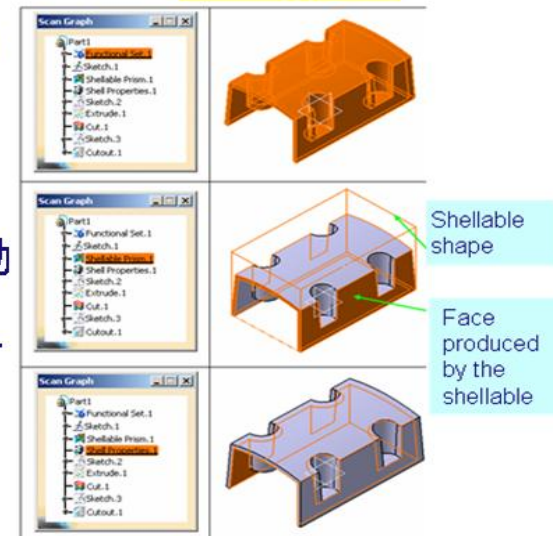 Scan Graph
Part1
Functional Set.1
Sketch.1
Shellable Prism.1
Shell Properties.1
Sketch.2
Extrude.1
Cut.1
Sketch.3
Cutout.1
Scan Graph
Part1
Functional Set.1
Sketch.1
Shellable Prism.1
Shell Properties.1
Sketch.2
Extrude.1
Cut.1
Sketch.3
Cutout.1
Shellable
shape
Face
produced
by the
shellable
Scan Graph
Part1
Functional Set.1
Sketch.1
Shellable Prism.1
Shell Properties.1
Sketch.2
Extrude.1
Cut.1
Sketch.3
Cutout.1